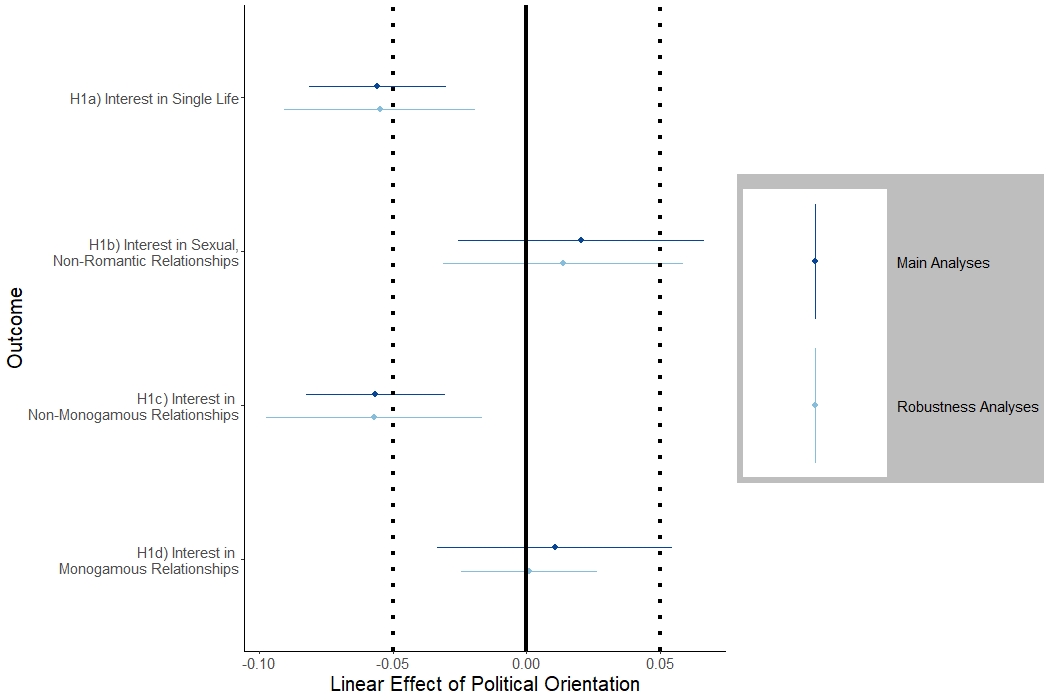 H1a) Interest in Single Life
H1b) Interest in Sexual,
Non-Romantic Relationships
H1c) Interest in
Non-Monogamous Relationships
H1d) Interest in
Monogamous Relationships
Outcome
-0.10
-0.05
0.00
0.05
Linear Effect of Political Orientation
Main Analyses
Robustness Analyses